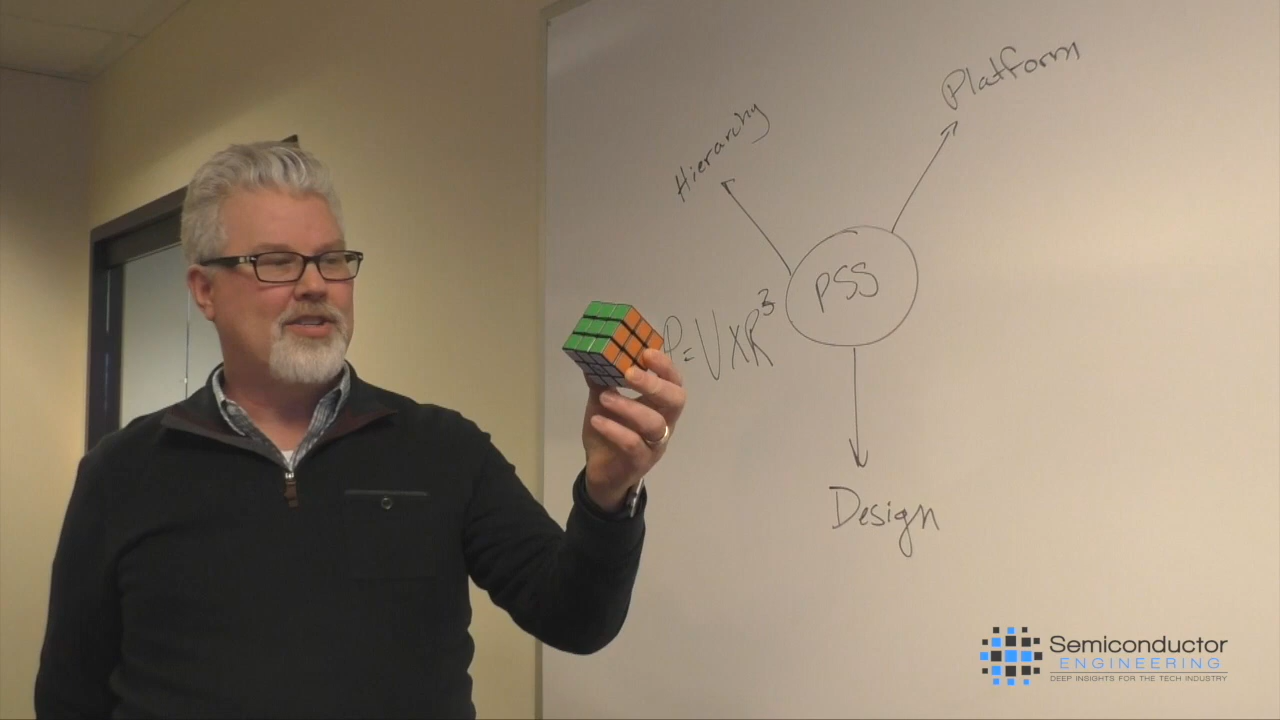 Platform
Hierarchy
PSS
P=VXR³
Design
Semiconductor
ENGINEERING
DEEP INSIGHTS FOR THE TECH INDUSTRY